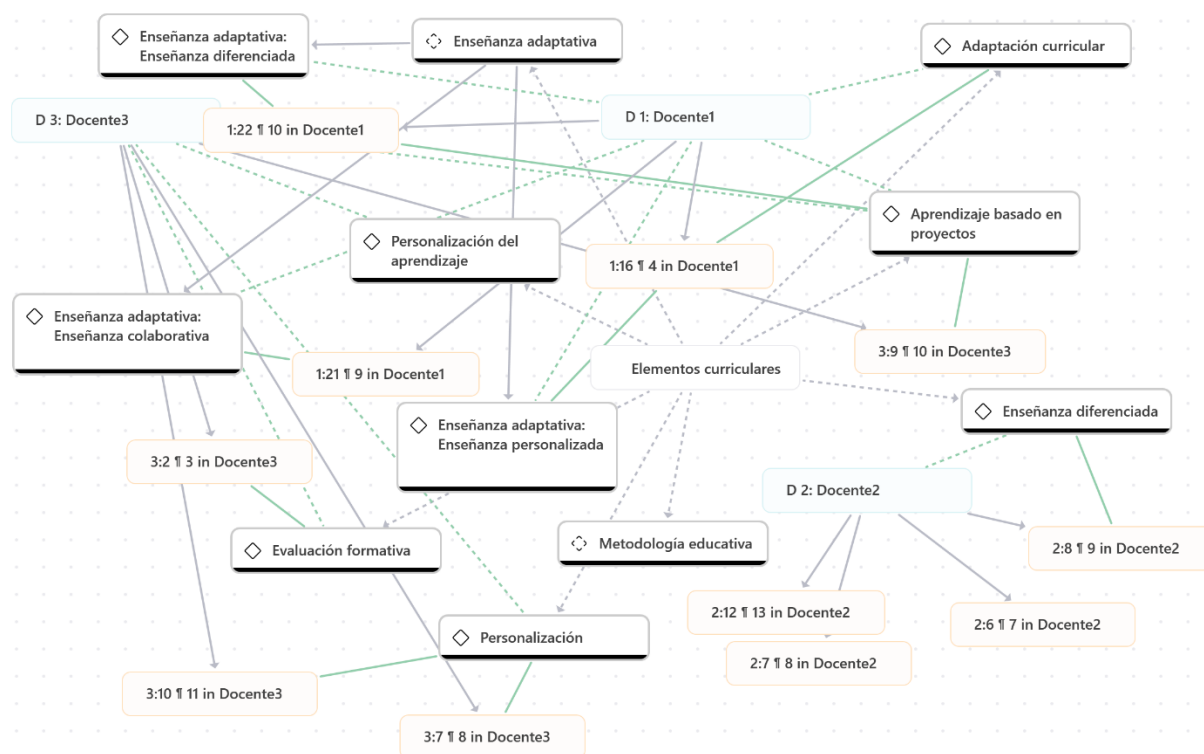 Enseñanza adaptativa:
Enseñanza diferenciada
Enseñanza adaptativa
Adaptación curricular
D 3: Docente3
1:22 ¶ 10 in Docente1
D 1: Docente1
Personalización del
aprendizaje
1:16 ¶ 4 in Docente1
Aprendizaje basado en
proyectos
Enseñanza adaptativa:
Enseñanza colaborativa
1:21 ¶ 9 in Docente1
Elementos curriculares
3:9 ¶ 10 in Docente3
Enseñanza adaptativa:
Enseñanza personalizada
Enseñanza diferenciada
3:2 ¶ 3 in Docente3
D 2: Docente2
Evaluación formativa
Metodología educativa
2:8 ¶ 9 in Docente2
2:12 ¶ 13 in Docente2
2:6 ¶ 7 in Docente2
Personalización
2:7 ¶ 8 in Docente2
3:10 ¶ 11 in Docente3
3:7 ¶ 8 in Docente3